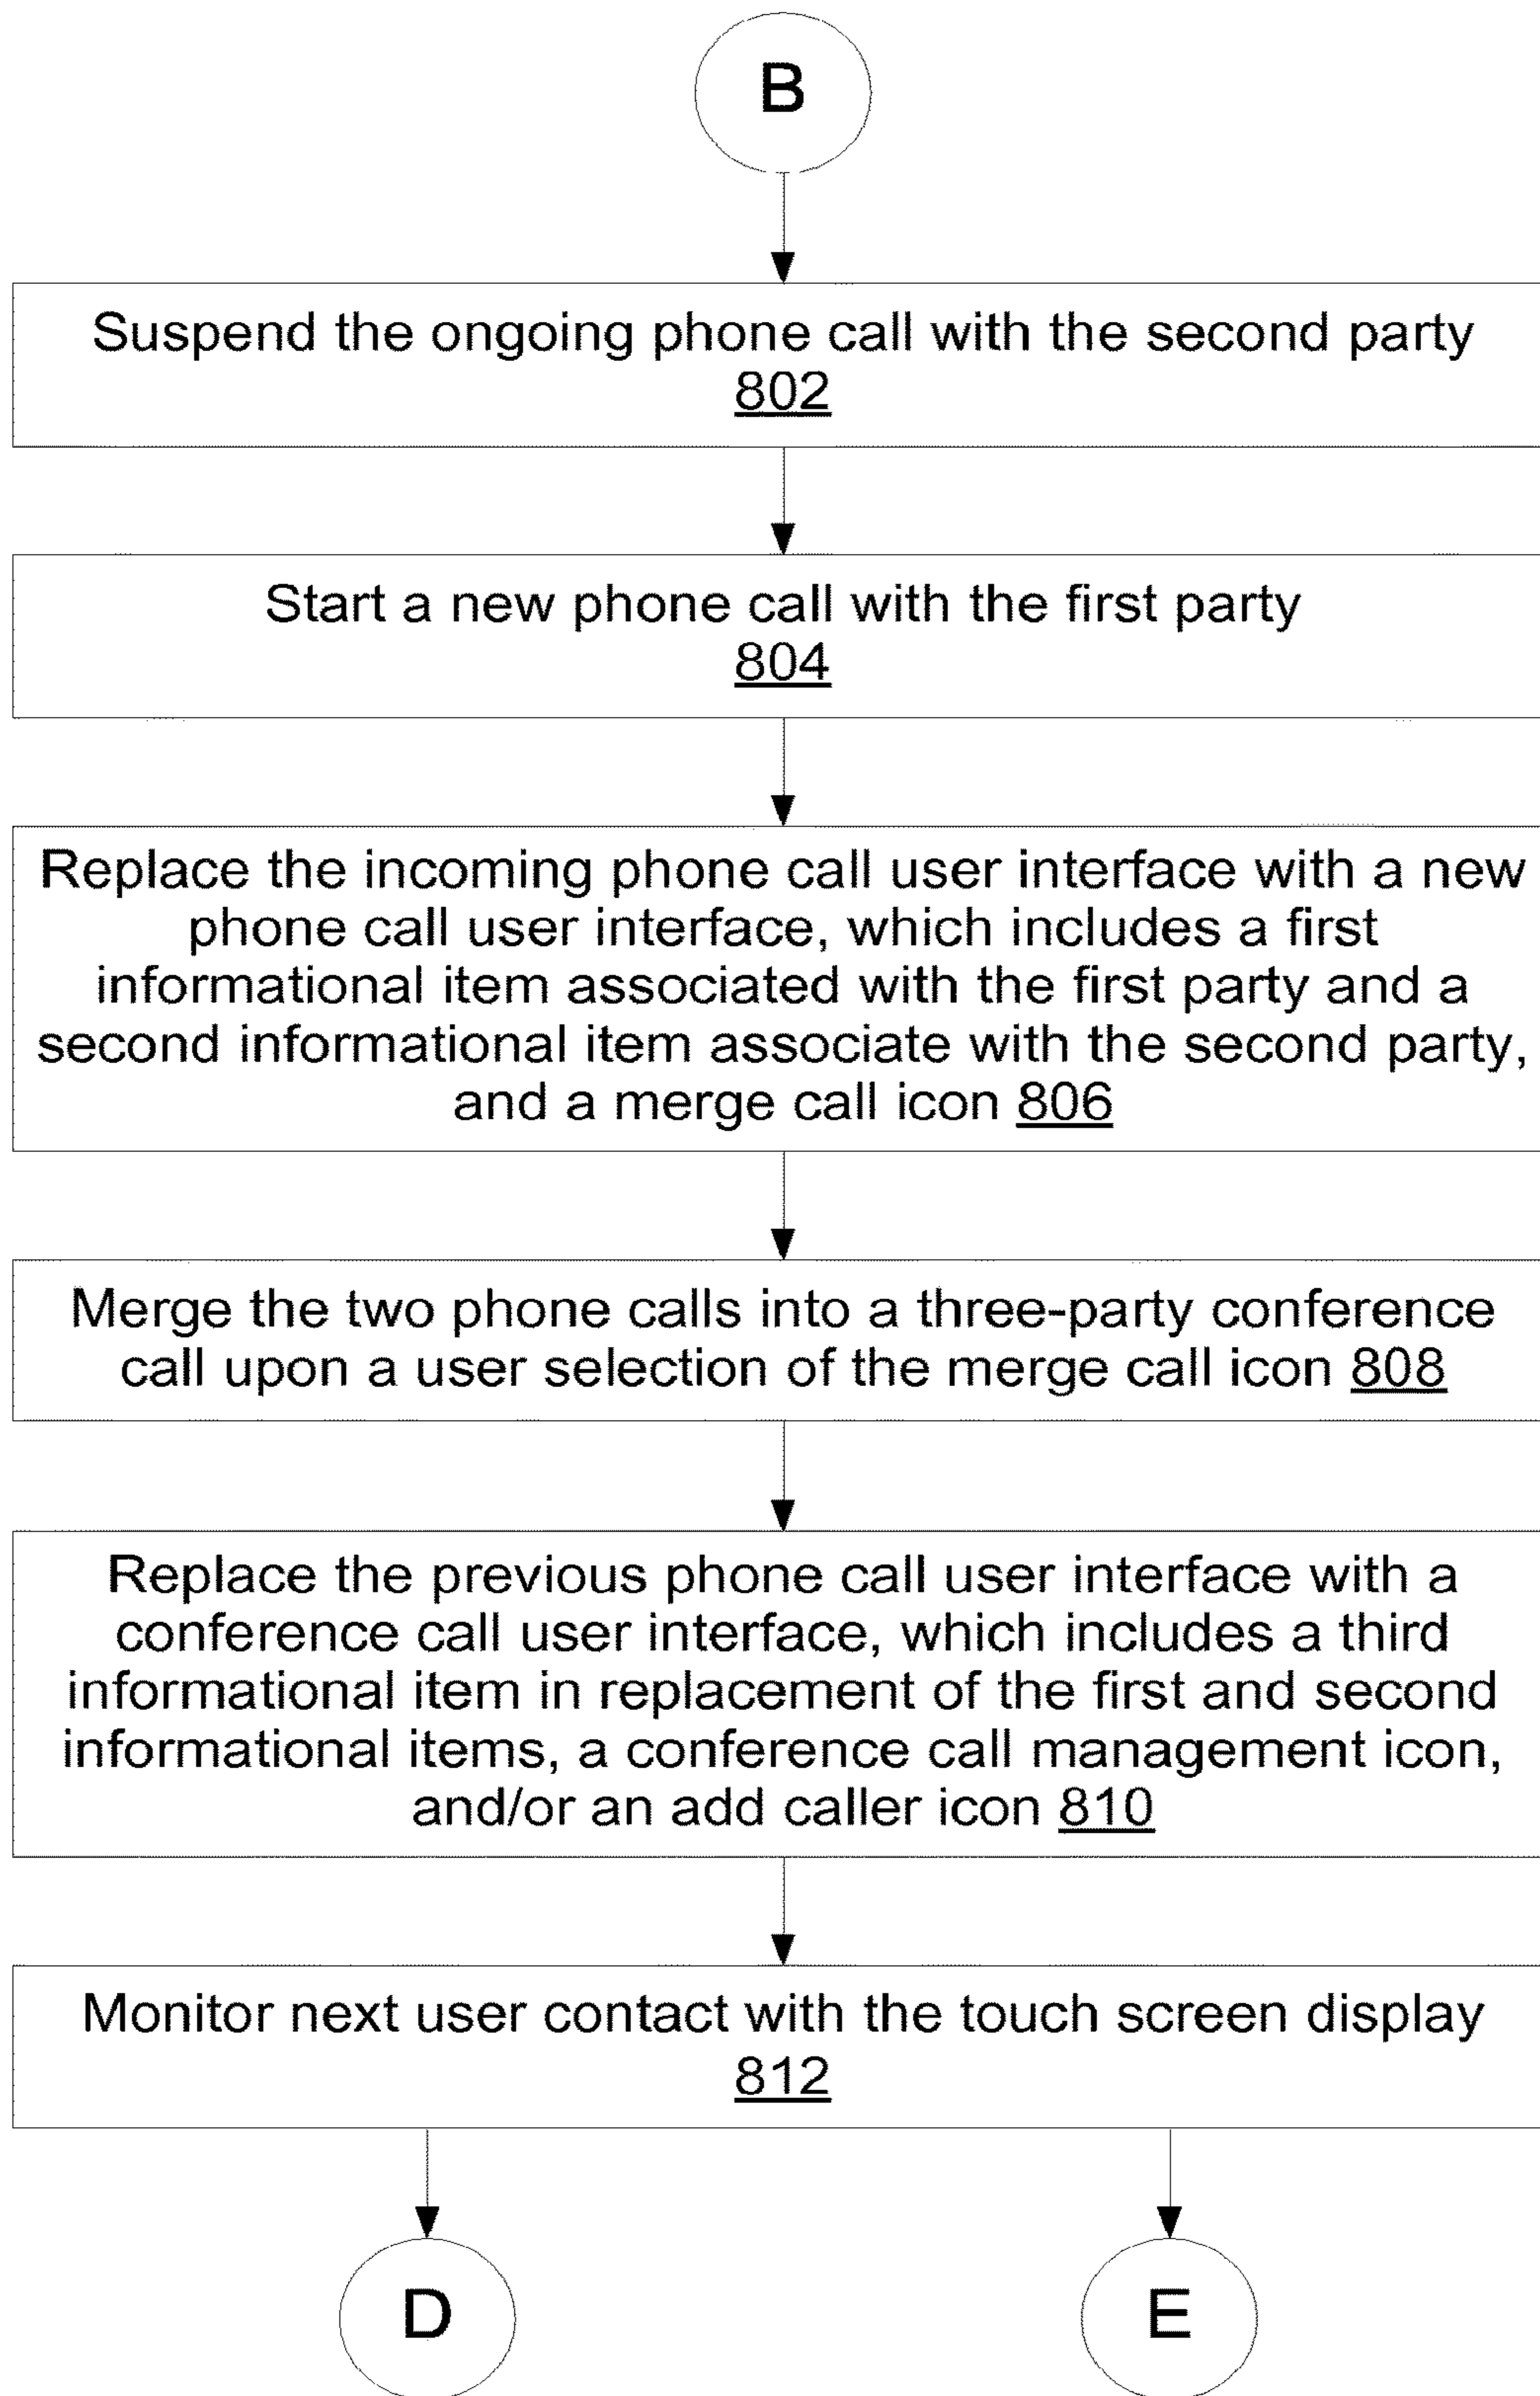 B
Suspend the ongoing phone call with the second party
802
Start a new phone call with the first party
804
Replace the incoming phone call user interface with a new
phone call user interface, which includes a first
informational item associated with the first party and a
second informational item associate with the second party,
and a merge call icon 806
Merge the two phone calls into a three-party conference
call upon a user selection of the merge call icon 808
Replace the previous phone call user interface with a
conference call user interface, which includes a third
informational item in replacement of the first and second
informational items, a conference call management icon,
and/or an add caller icon 810
Monitor next user contact with the touch screen display
812
D
E